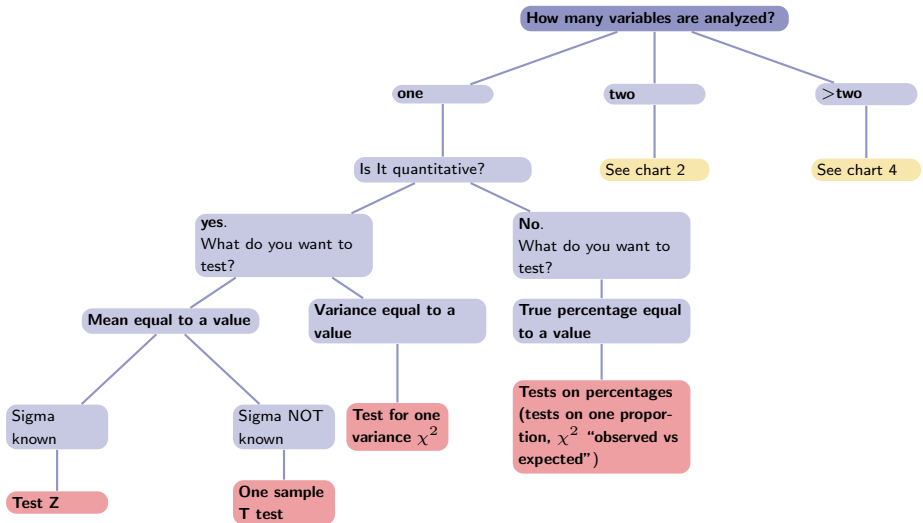 How many variables are analyzed?
one
two
>two
Is It quantitative?
See chart 2
See chart 4
yes.
What do you want to
test?
No.
What do you want to
test?
Mean equal to a value
Variance equal to a
value
True percentage equal
to a value
Sigma
known
Sigma NOT
known
Test for one
variance χ²
Tests on percentages
(tests on one propor-
tion, χ² “observed vs
expected”)
Test Z
One sample
T test